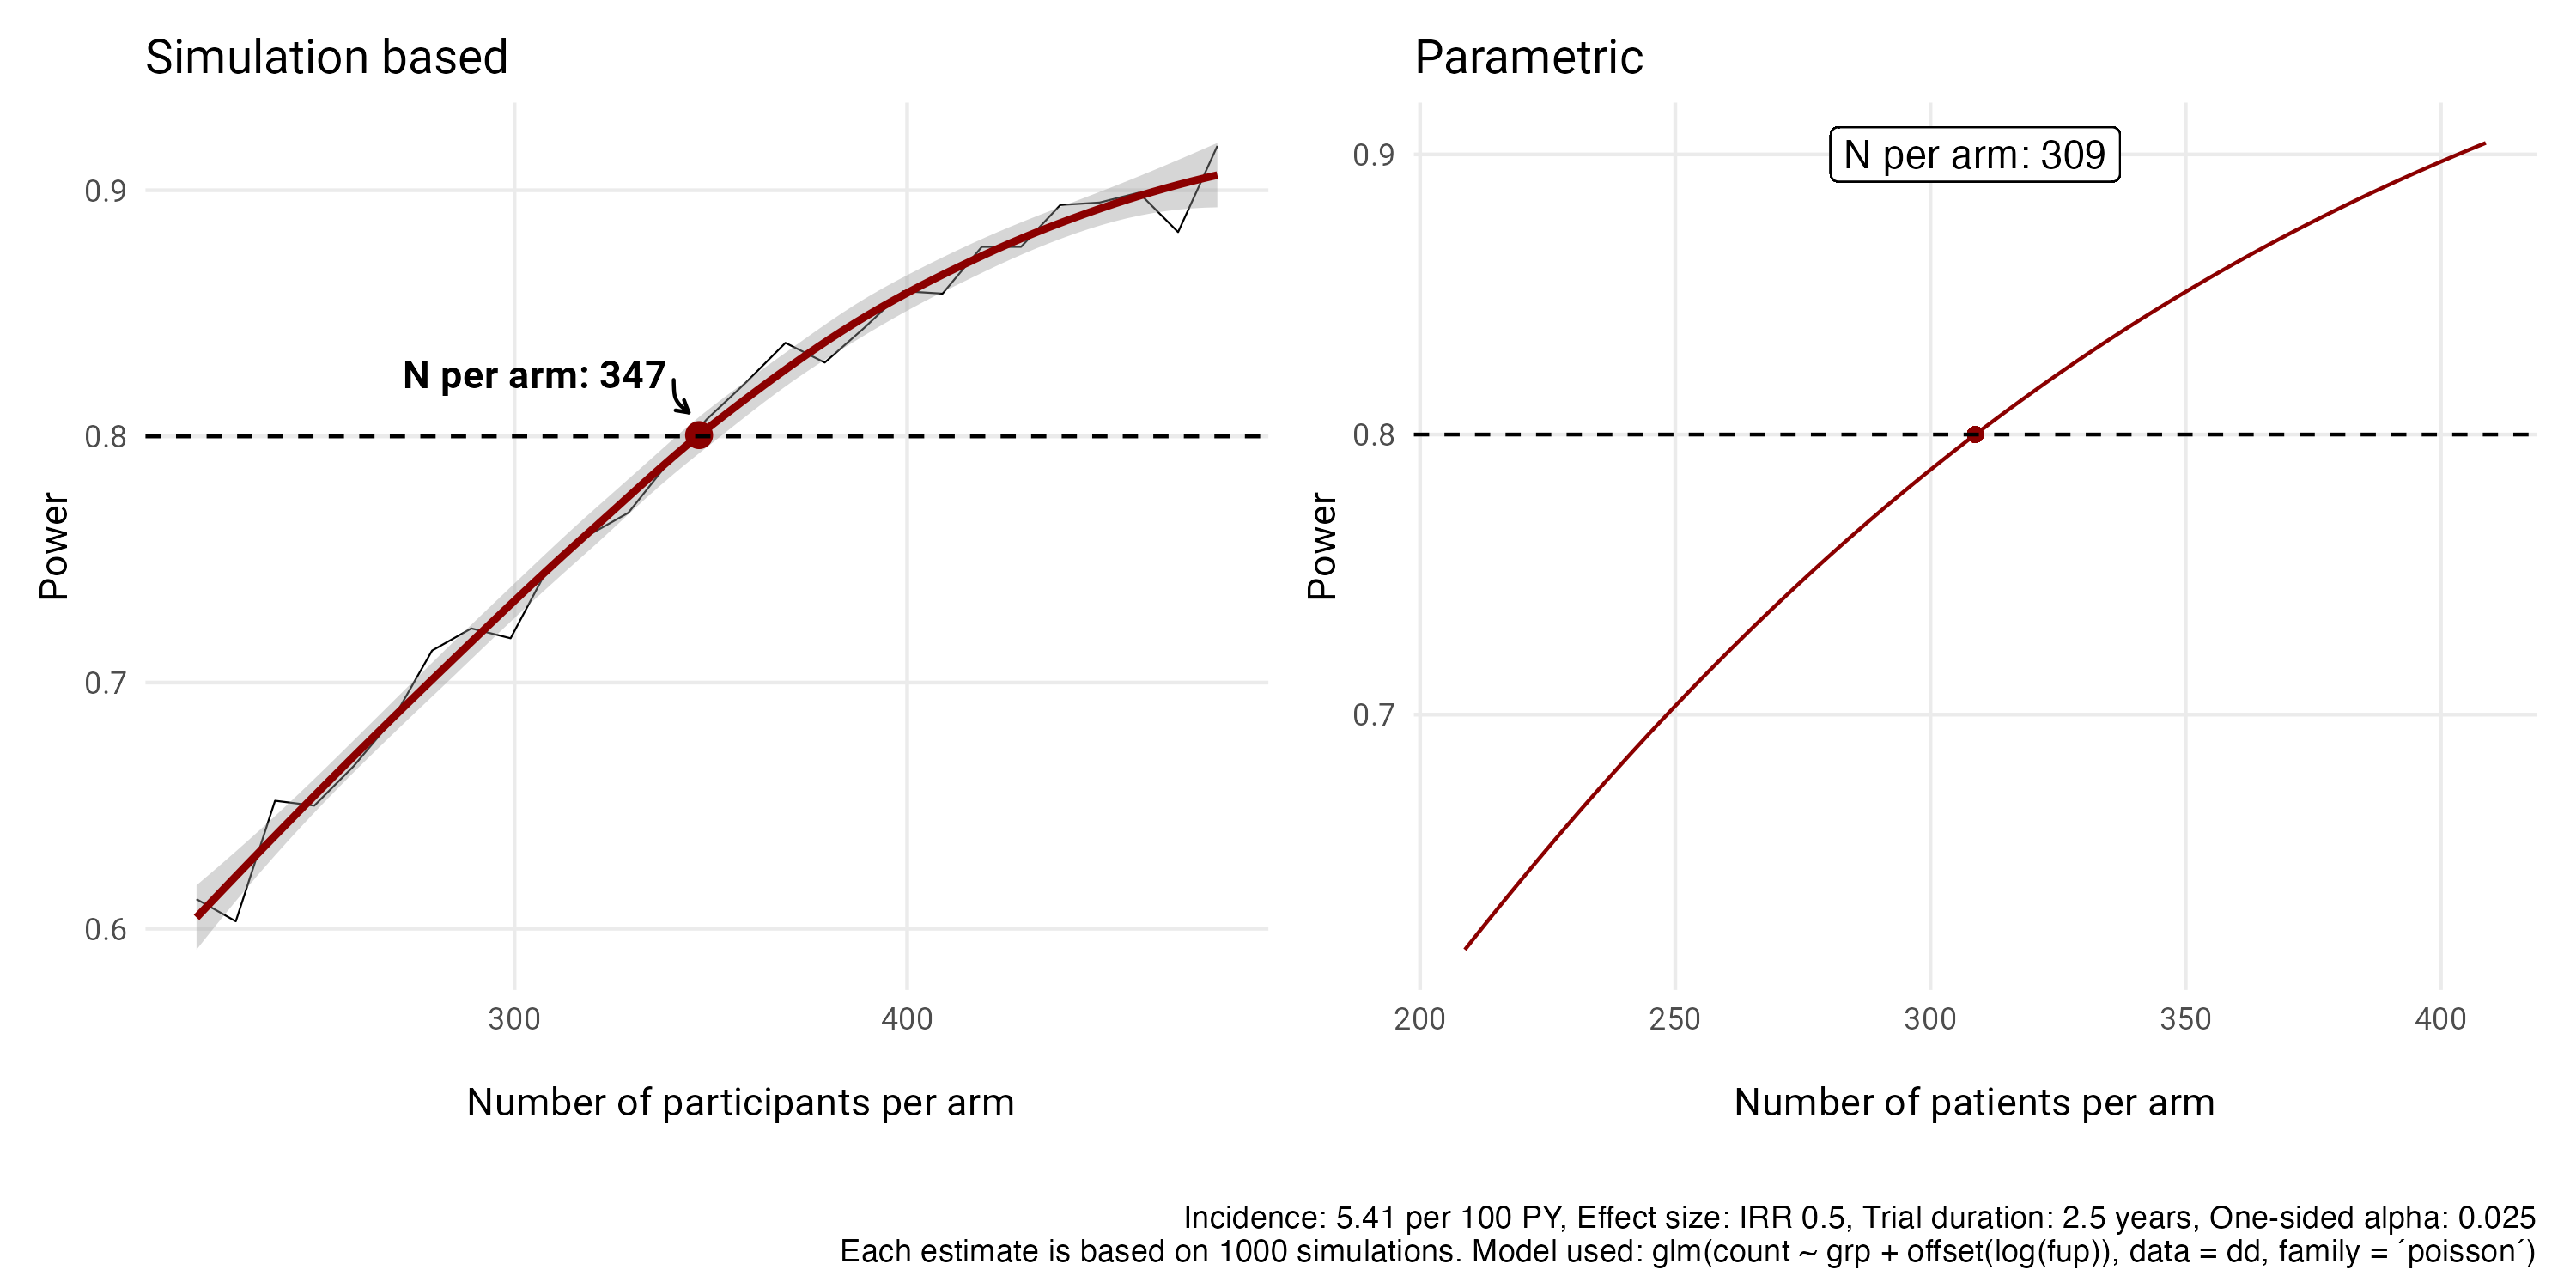 Simulation based
0.9
0.8
0.7
0.6
Power
N per arm: 347
300
400
Number of participants per arm
Parametric
0.9
0.8
0.7
Power
N per arm: 309
200
250
300
350
400
Number of patients per arm
Incidence: 5.41 per 100 PY, Effect size: IRR 0.5, Trial duration: 2.5 years, One-sided alpha: 0.025
Each estimate is based on 1000 simulations. Model used: glm(count ~ grp + offset(log(fup)), data = dd, family = ´poisson´)